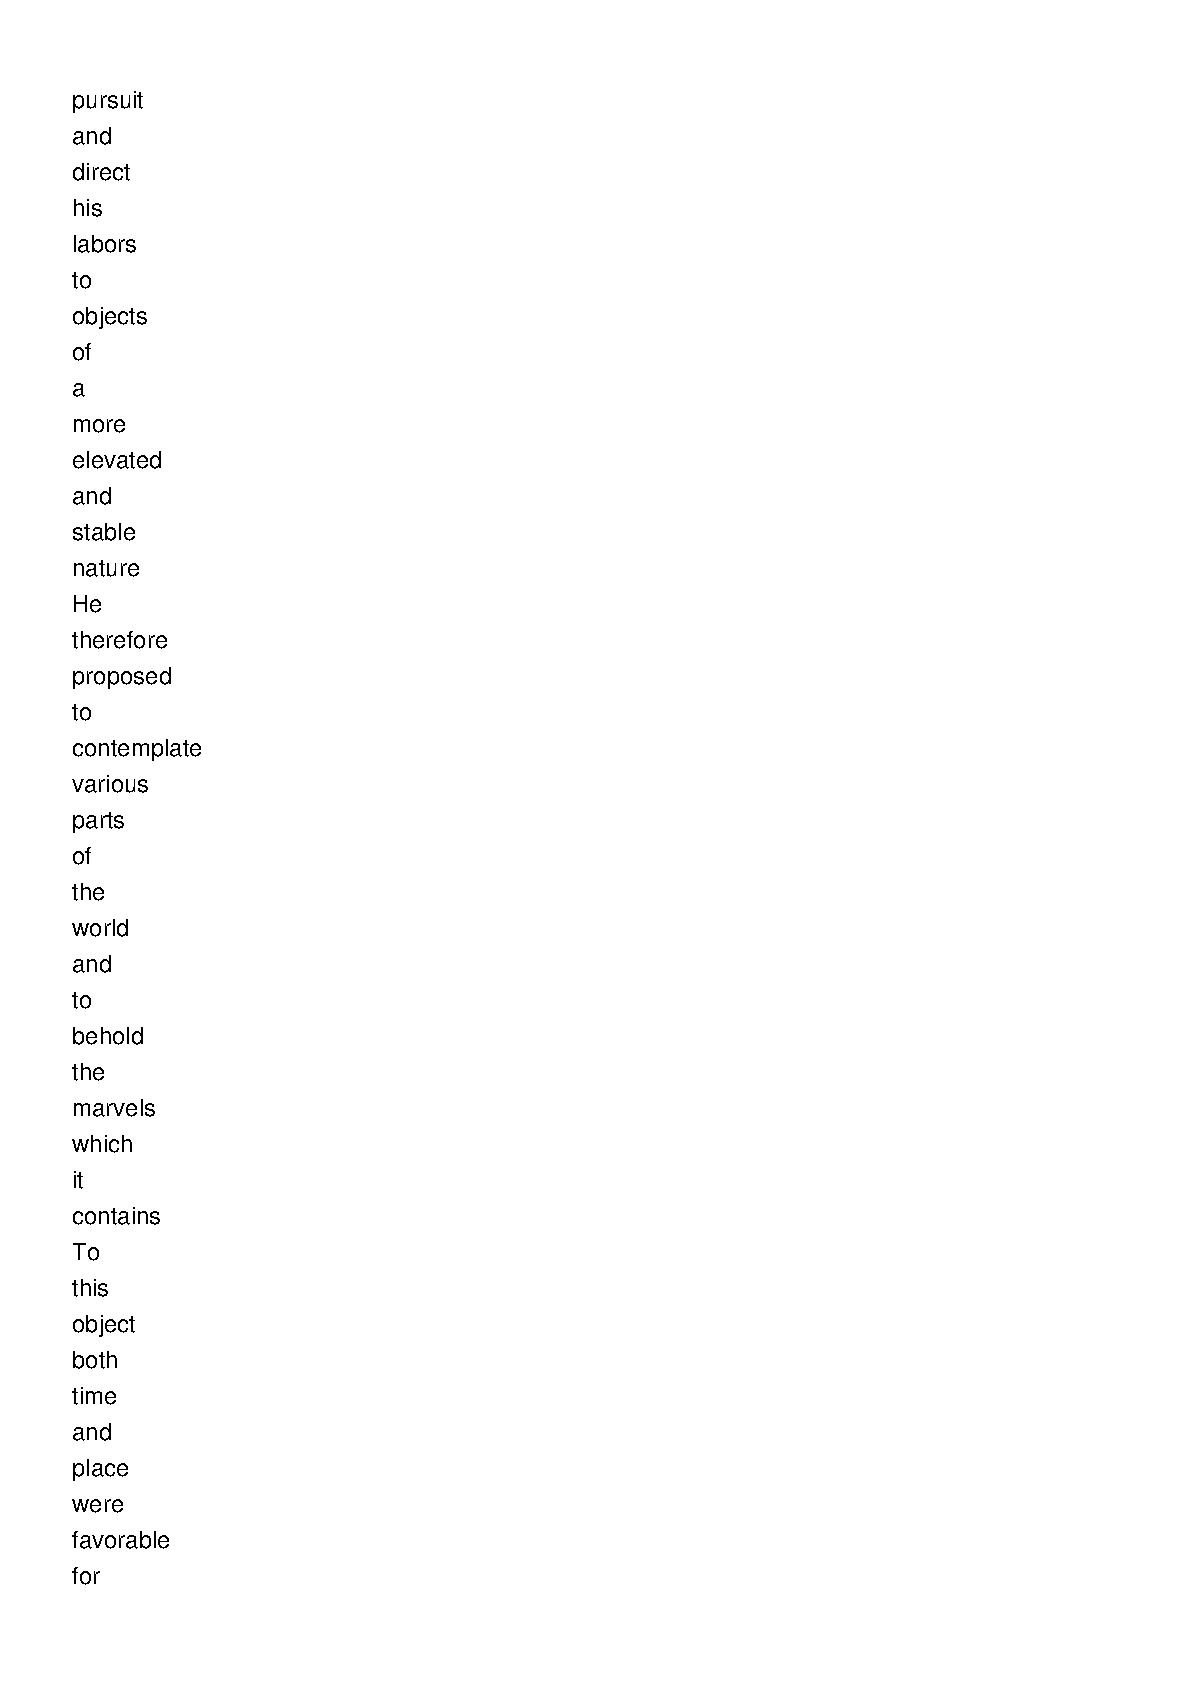 pursuit
and
direct
his
labors
to
objects
of
a
more
elevated
and
stable
nature
He
therefore
proposed
to
contemplate
various
parts
of
the
world
and
to
behold
the
marvels
which
it
contains
To
this
object
both
time
and
place
were
favorable
for